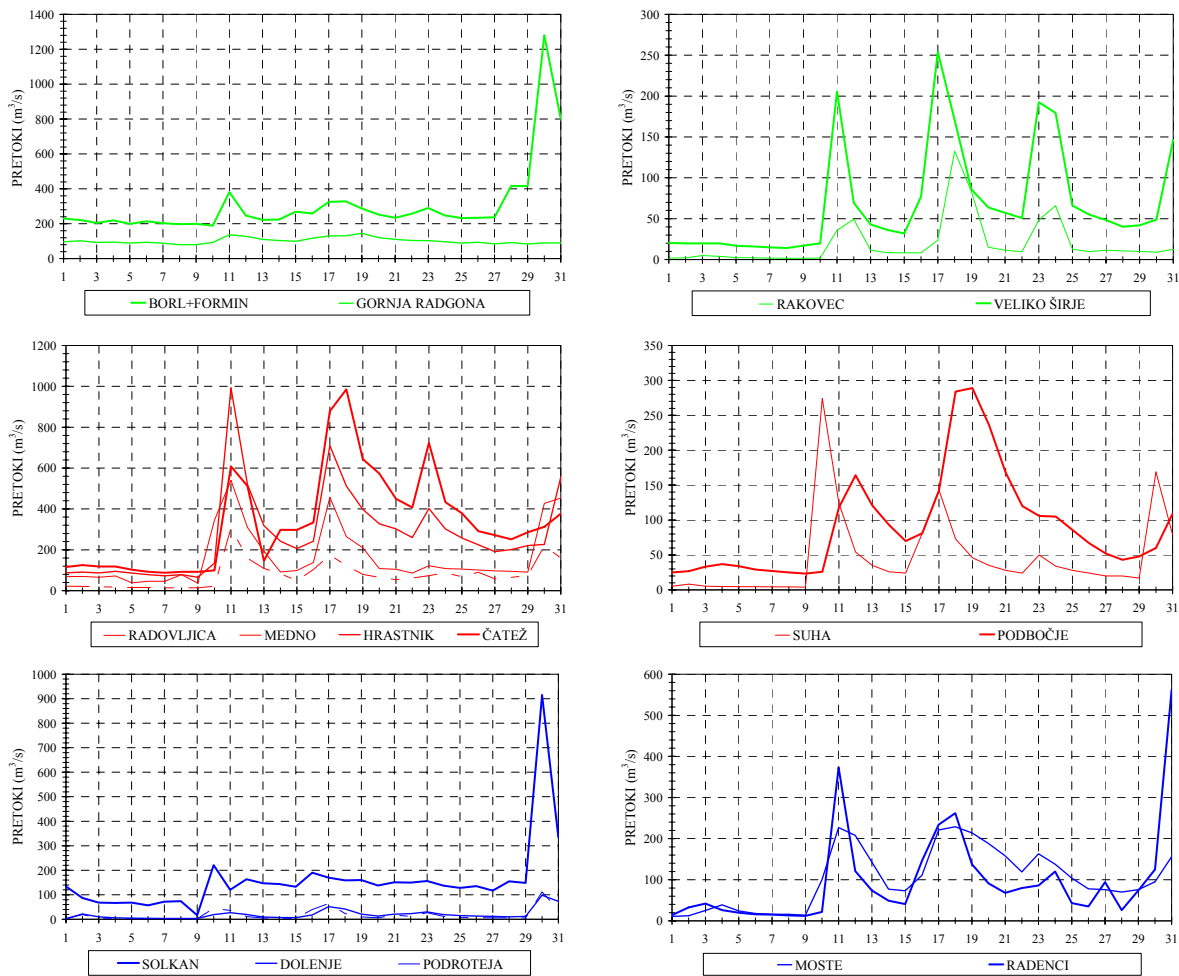 PRETOKI (m³/s)
1400
1200
1000
800
600
400
200
0
1 3 5 7 9 11 13 15 17 19 21 23 25 27 29 31
BORL+FORMIN GORNJA RADGONA
PRETOKI (m³/s)
300
250
200
150
100
50
0
1 3 5 7 9 11 13 15 17 19 21 23 25 27 29 31
RAKOVEC VELIKO ŠIRJE
PRETOKI (m³/s)
1200
1000
800
600
400
200
0
1 3 5 7 9 11 13 15 17 19 21 23 25 27 29 31
RADOVLJICA MEDNO HRASTNIK ČATEŽ
PRETOKI (m³/s)
350
300
250
200
150
100
50
0
1 3 5 7 9 11 13 15 17 19 21 23 25 27 29 31
SUHA PODBOČJE
PRETOKI (m³/s)
1000
900
800
700
600
500
400
300
200
100
0
1 3 5 7 9 11 13 15 17 19 21 23 25 27 29 31
SOLKAN DOLENJE PODROTEJA
PRETOKI (m³/s)
600
500
400
300
200
100
0
1 3 5 7 9 11 13 15 17 19 21 23 25 27 29 31
MOSTE RADENCI